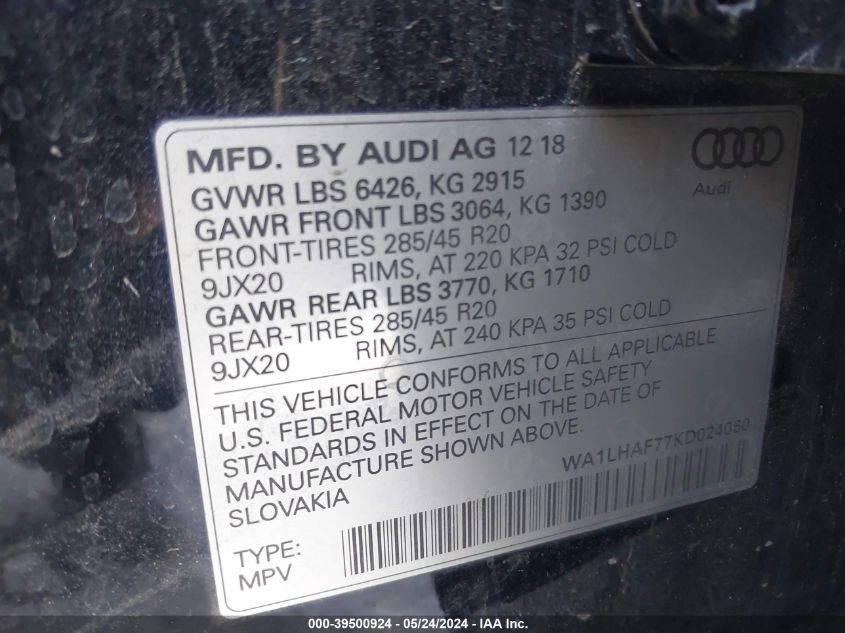 MFD. BY AUDI AG 12 18
Audi
GVWR LBS 6426, KG 2915
GAWR FRONT LBS 3064, KG 1390
FRONT-TIRES 285/45 R20
9JX20 RIMS, AT 220 KPA 32 PSI COLD
GAWR REAR LBS 3770, KG 1710
REAR-TIRES 285/45 R20
9JX20 RIMS, AT 240 KPA 35 PSI COLD
THIS VEHICLE CONFORMS TO ALL APPLICABLE
U.S. FEDERAL MOTOR VEHICLE SAFETY
STANDARDS IN EFFECT ON THE DATE OF
MANUFACTURE SHOWN ABOVE.
WA1LHAF77KD024060
SLOVAKIA
TYPE:
MPV
000-39500924 - 05/24/2024 - IAA Inc.